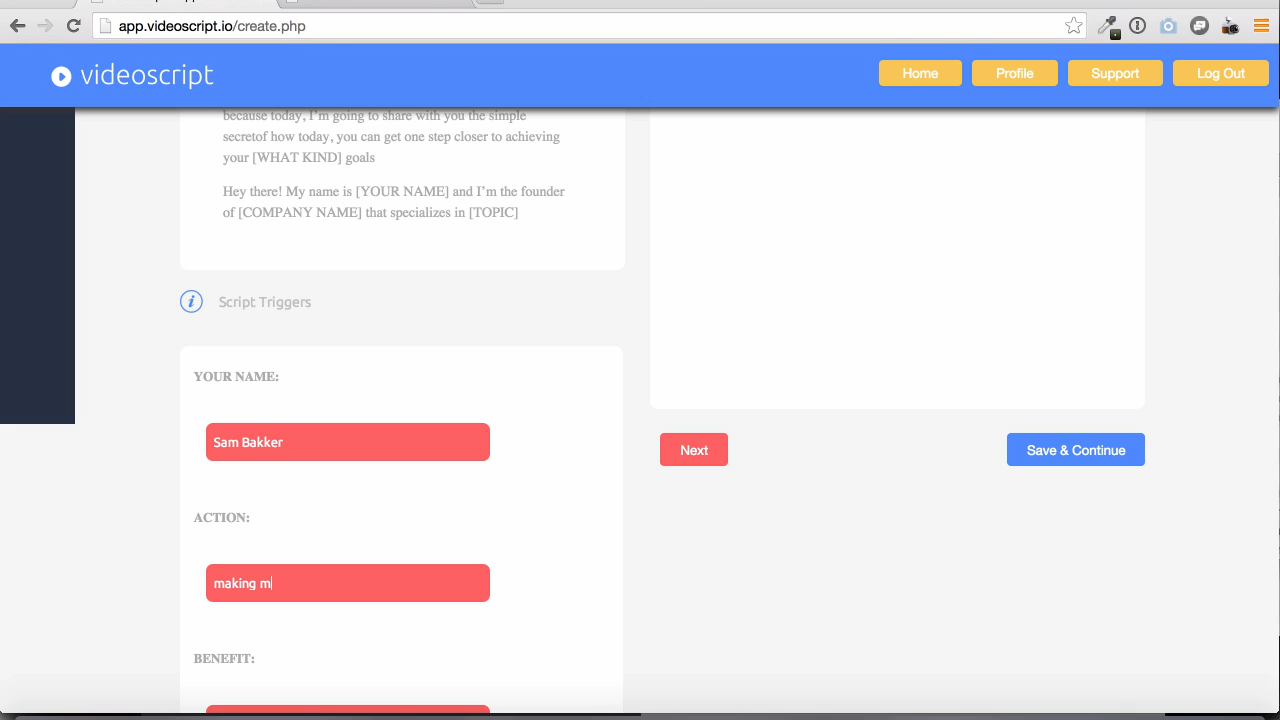 app.videoscript.io/create.php
videoscript
Home
Profile
Support
Log Out
because today, I’m going to share with you the simple
secretof how today, you can get one step closer to achieving
your [WHAT KIND] goals
Hey there! My name is [YOUR NAME] and I’m the founder
of [COMPANY NAME] that specializes in [TOPIC]
Script Triggers
YOUR NAME:
Sam Bakker
Next
Save & Continue
ACTION:
making m
BENEFIT: